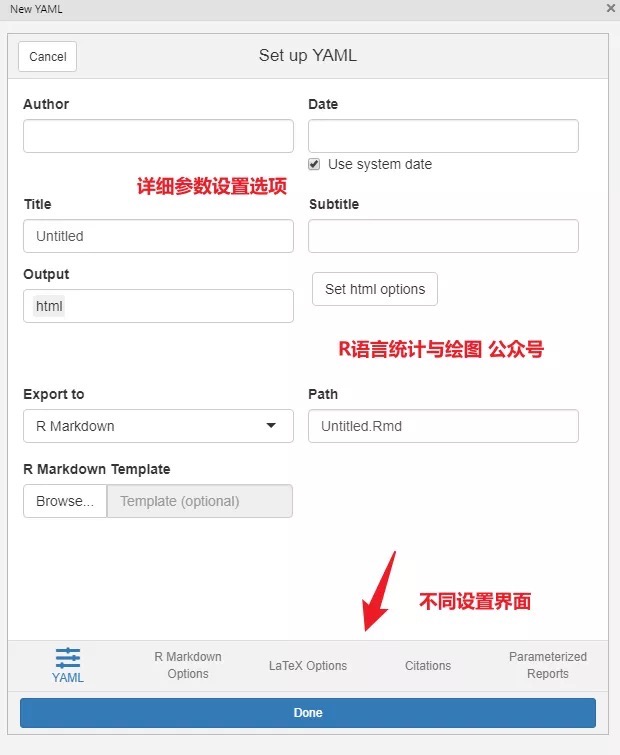 New YAML
Cancel
Set up YAML
Author
Date
Use system date
详细参数设置选项
Title
Subtitle
Untitled
Output
html
Set html options
R语言统计与绘图 公众号
Export to
Path
R Markdown
Untitled.Rmd
R Markdown Template
Browse...
Template (optional)
不同设置界面
YAML
R Markdown
Options
LaTeX Options
Citations
Parameterized
Reports
Done